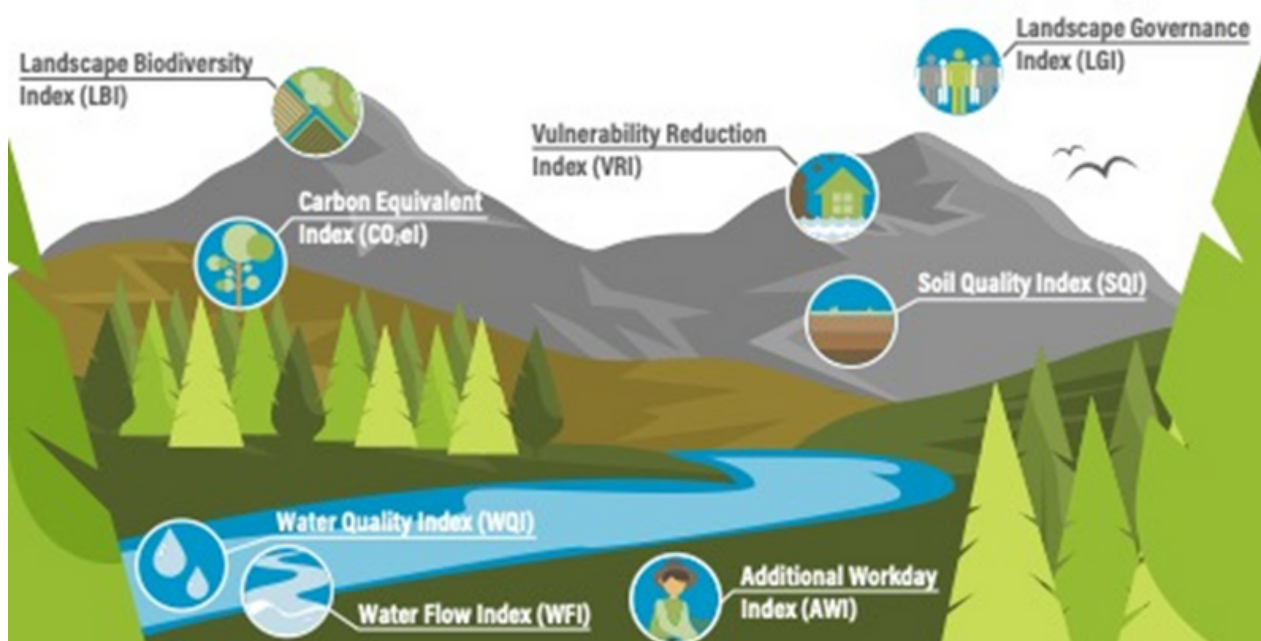 Landscape Governance
Index (LGI)
Landscape Biodiversity
Index (LBI)
Vulnerability Reduction
Index (VRI)
Carbon Equivalent
Index (CO₂eI)
Soil Quality Index (SQI)
Water Quality Index (WQI)
Water Flow Index (WFI)
Additional Workday
Index (AWI)